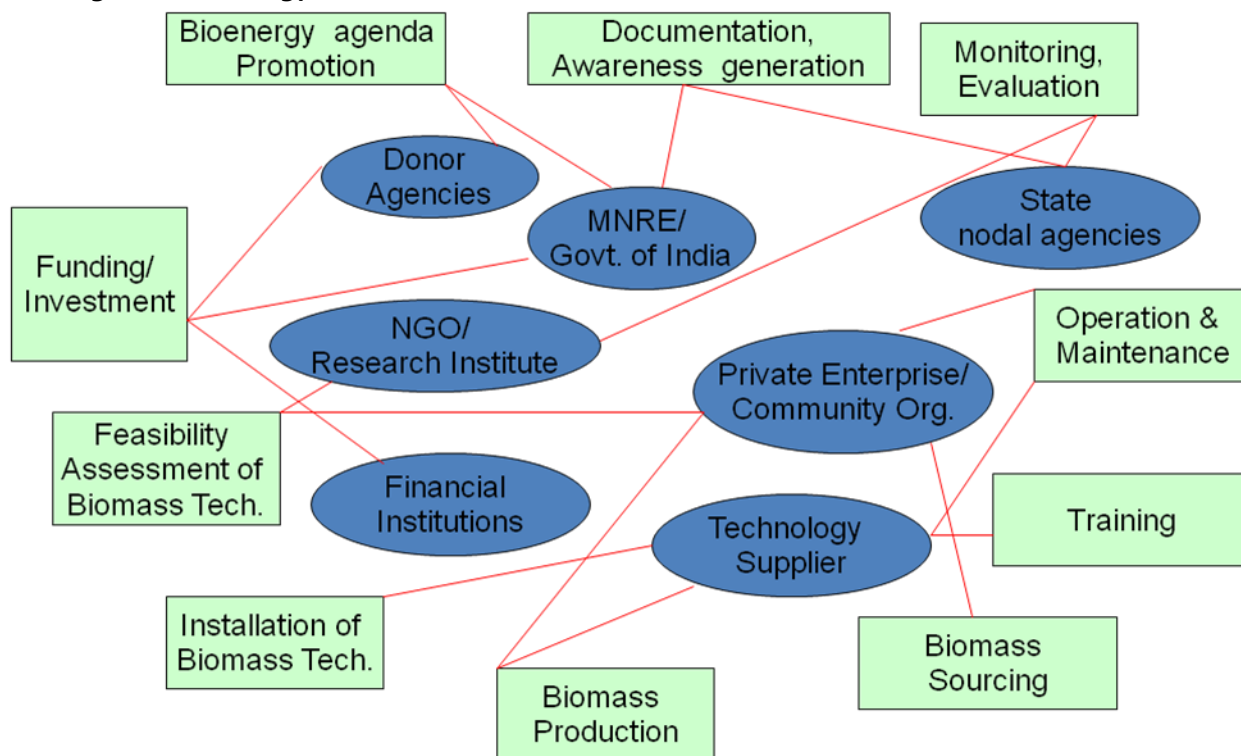 Bioenergy agenda
Promotion
Documentation,
Awareness generation
Monitoring,
Evaluation
Donor
Agencies
MNRE/
Govt. of India
State
nodal agencies
Funding/
Investment
NGO/
Research Institute
Private Enterprise/
Community Org.
Operation &
Maintenance
Feasibility
Assessment of
Biomass Tech.
Financial
Institutions
Technology
Supplier
Training
Installation of
Biomass Tech.
Biomass
Production
Biomass
Sourcing